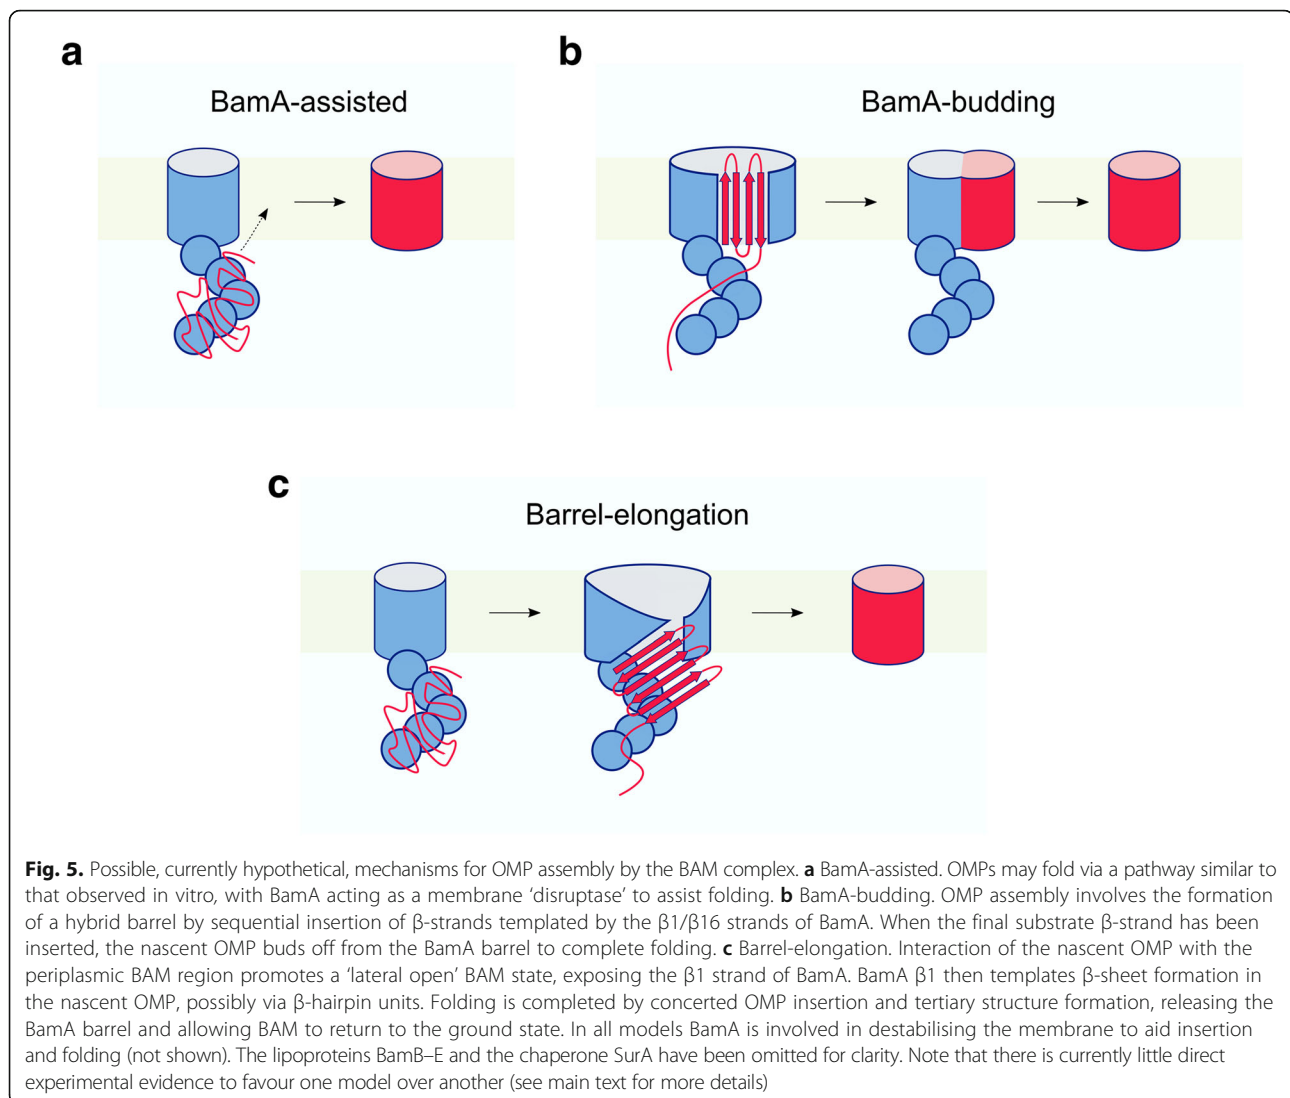 a
BamA-assisted
b
BamA-budding
c
Barrel-elongation
Fig. 5. Possible, currently hypothetical, mechanisms for OMP assembly by the BAM complex. a BamA-assisted. OMPs may fold via a pathway similar to
that observed in vitro, with BamA acting as a membrane ‘disruptase’ to assist folding. b BamA-budding. OMP assembly involves the formation
of a hybrid barrel by sequential insertion of β-strands templated by the β1/β16 strands of BamA. When the final substrate β-strand has been
inserted, the nascent OMP buds off from the BamA barrel to complete folding. c Barrel-elongation. Interaction of the nascent OMP with the
periplasmic BAM region promotes a ‘lateral open’ BAM state, exposing the β1 strand of BamA. BamA β1 then templates β-sheet formation in
the nascent OMP, possibly via β-hairpin units. Folding is completed by concerted OMP insertion and tertiary structure formation, releasing the
BamA barrel and allowing BAM to return to the ground state. In all models BamA is involved in destabilising the membrane to aid insertion
and folding (not shown). The lipoproteins BamB–E and the chaperone SurA have been omitted for clarity. Note that there is currently little direct
experimental evidence to favour one model over another (see main text for more details)